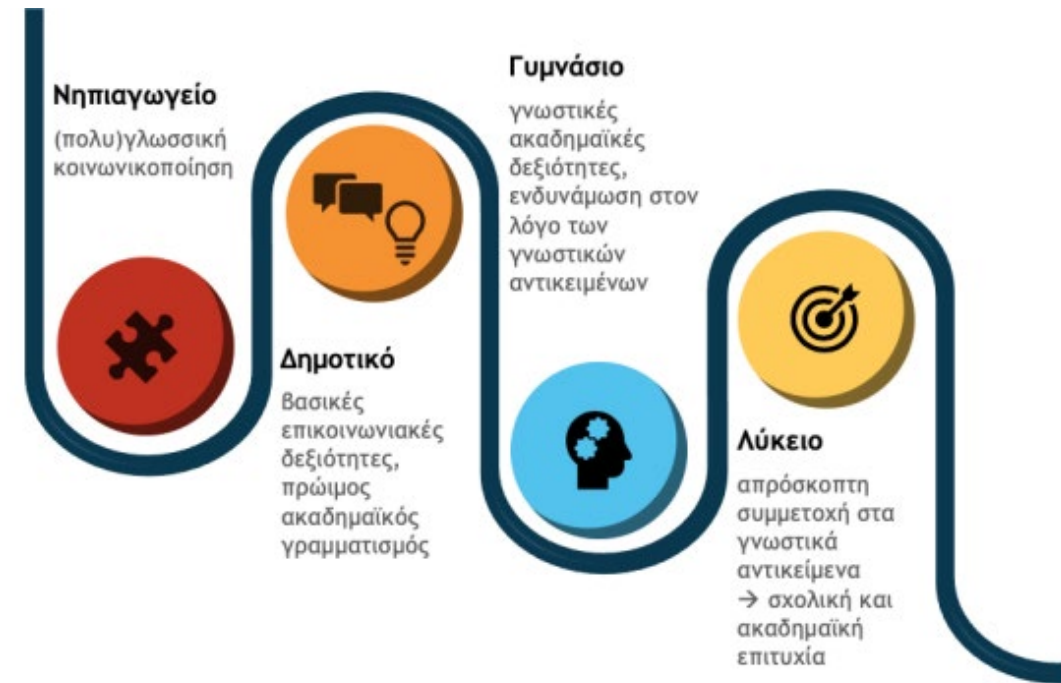 Νηπιαγωγείο
(πολυ)γλωσσική
κοινωνικοποίηση
Δημοτικό
βασικές
επικοινωνιακές
δεξιότητες,
πρώιμος
ακαδημαϊκός
γραμματισμός
Γυμνάσιο
γνωστικές
ακαδημαϊκές
δεξιότητες,
ενδυνάμωση στον
λόγο των
γνωστικών
αντικειμένων
Λύκειο
απρόσκοπτη
συμμετοχή στα
γνωστικά
αντικείμενα
→ σχολική και
ακαδημαϊκή
επιτυχία